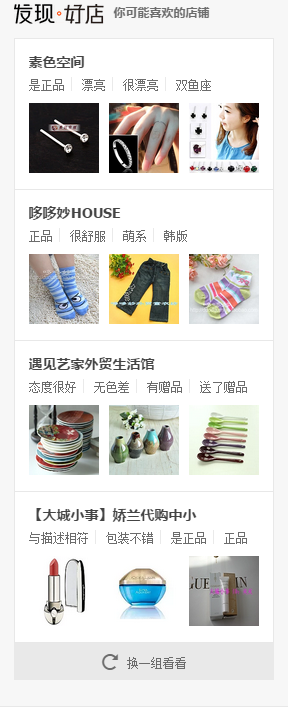 发现·好店 你可能喜欢的店铺
素色空间
是正品 漂亮 很漂亮 双鱼座
哆哆妙HOUSE
正品 很舒服 萌系 韩版
遇见艺家外贸生活馆
态度很好 无色差 有赠品 送了赠品
【大城小事】娇兰代购中小
与描述相符 包装不错 是正品 正品
换一组看看